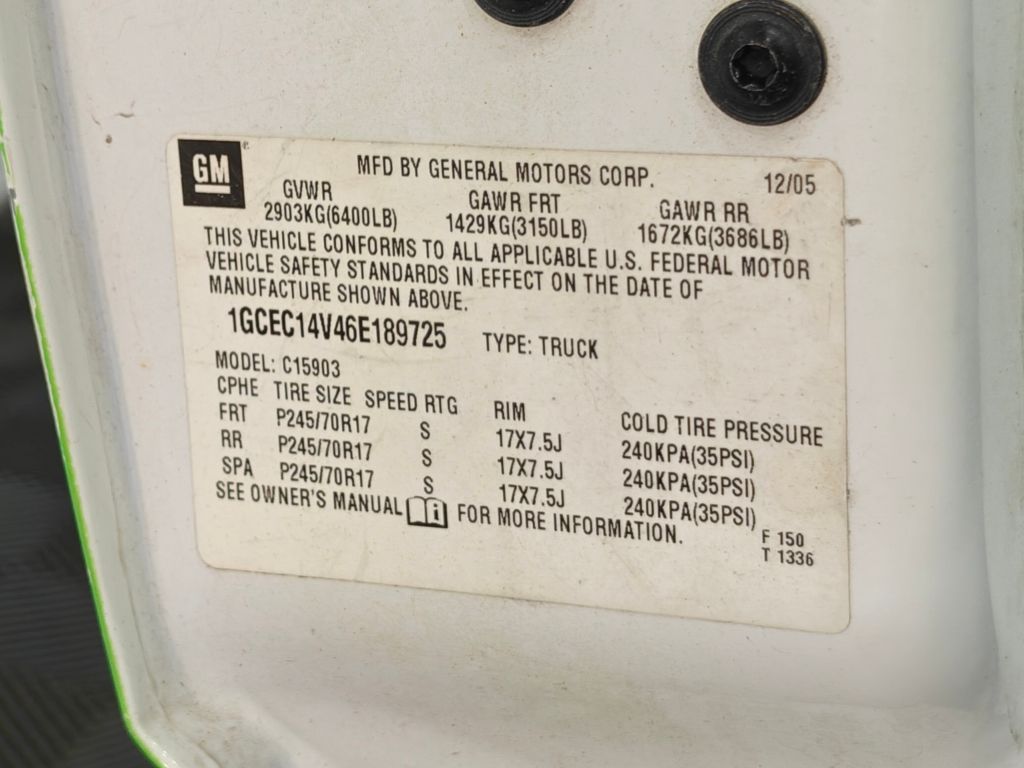 GM MFD BY GENERAL MOTORS CORP. 12/05
GVWR GAWR FRT GAWR RR
2903KG(6400LB) 1429KG(3150LB) 1672KG(3686LB)
THIS VEHICLE CONFORMS TO ALL APPLICABLE U.S. FEDERAL MOTOR
VEHICLE SAFETY STANDARDS IN EFFECT ON THE DATE OF
MANUFACTURE SHOWN ABOVE.
1GCEC14V46E189725 TYPE: TRUCK
MODEL: C15903
CPHE TIRE SIZE SPEED RTG RIM COLD TIRE PRESSURE
FRT P245/70R17 S 17X7.5J 240KPA(35PSI)
RR P245/70R17 S 17X7.5J 240KPA(35PSI)
SPA P245/70R17 S 17X7.5J 240KPA(35PSI)
SEE OWNER'S MANUAL i FOR MORE INFORMATION.
F 150
T 1336